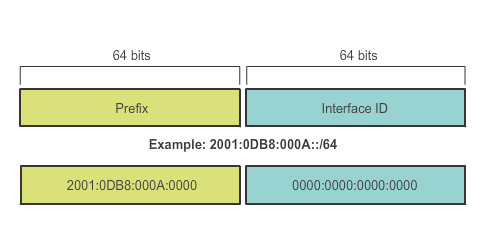 64 bits 64 bits
Prefix Interface ID
Example: 2001:0DB8:000A::/64
2001:0DB8:000A:0000 0000:0000:0000:0000